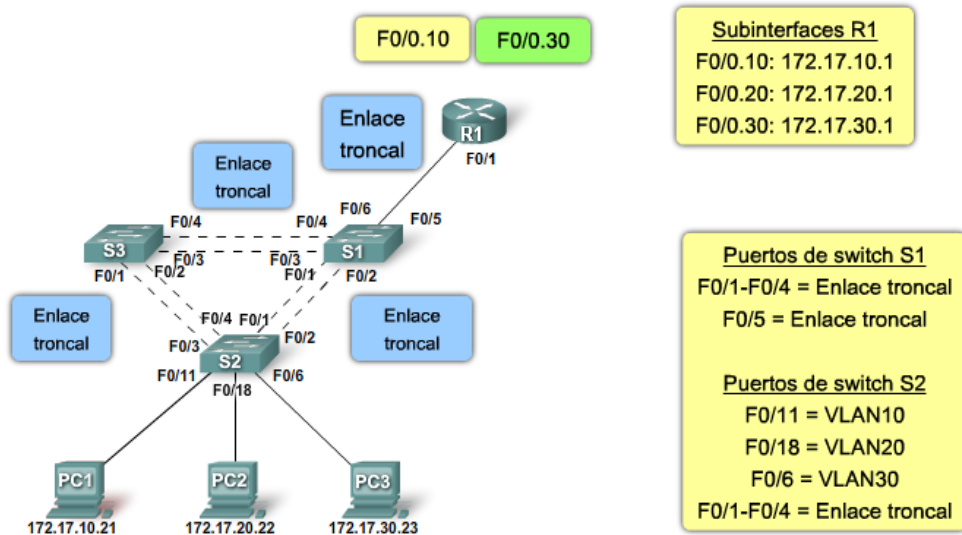 F0/0.10
F0/0.30
Subinterfaces R1
F0/0.10: 172.17.10.1
F0/0.20: 172.17.20.1
F0/0.30: 172.17.30.1
Enlace
troncal
R1
F0/1
Enlace
troncal
F0/6
F0/5
F0/4
F0/4
S3
S1
F0/3
F0/3
F0/1
F0/2
F0/1
F0/2
Enlace
troncal
Enlace
troncal
F0/4
F0/1
F0/2
F0/3
S2
F0/11
F0/18
F0/6
PC1
PC2
PC3
172.17.10.21
172.17.20.22
172.17.30.23
Puertos de switch S1
F0/1-F0/4 = Enlace troncal
F0/5 = Enlace troncal
Puertos de switch S2
F0/11 = VLAN10
F0/18 = VLAN20
F0/6 = VLAN30
F0/1-F0/4 = Enlace troncal